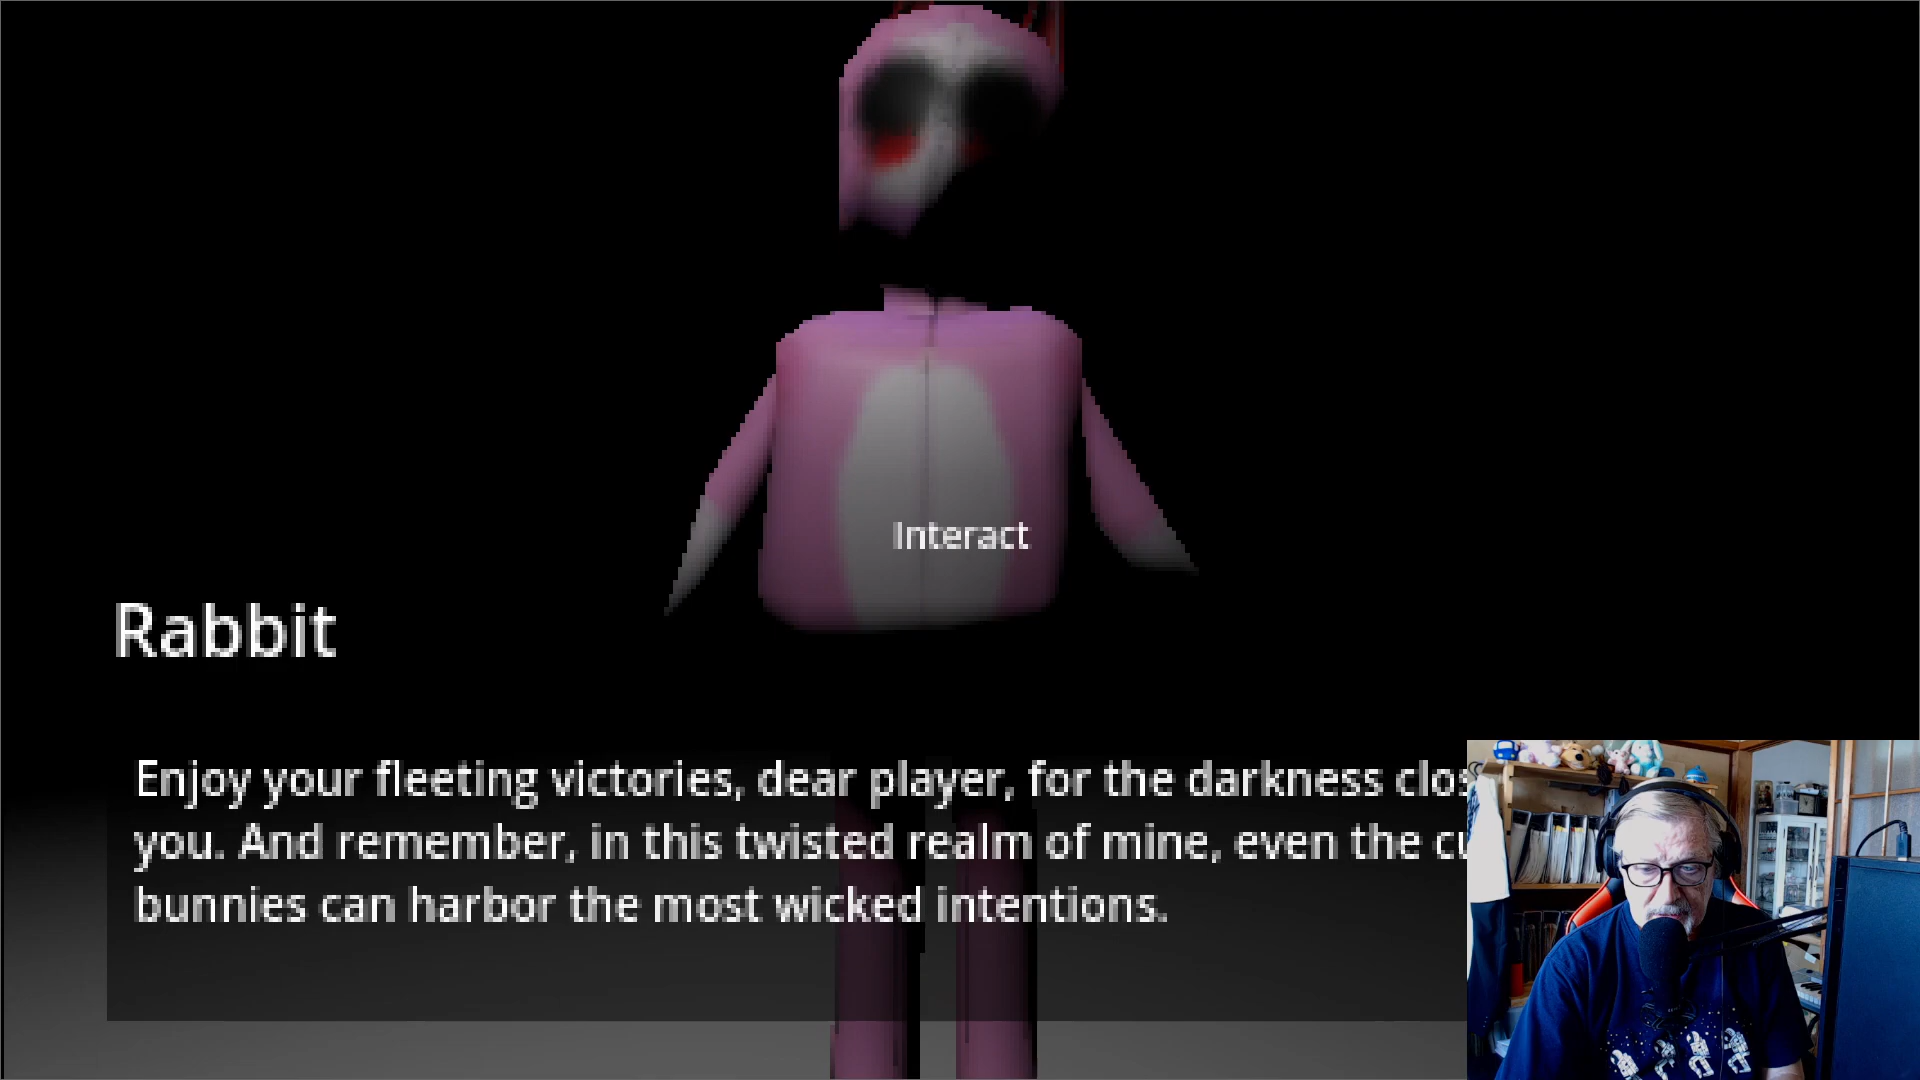 Interact
Rabbit
Enjoy your fleeting victories, dear player, for the darkness
you. And remember, in this twisted realm of mine, even the
bunnies can harbor the most wicked intentions.